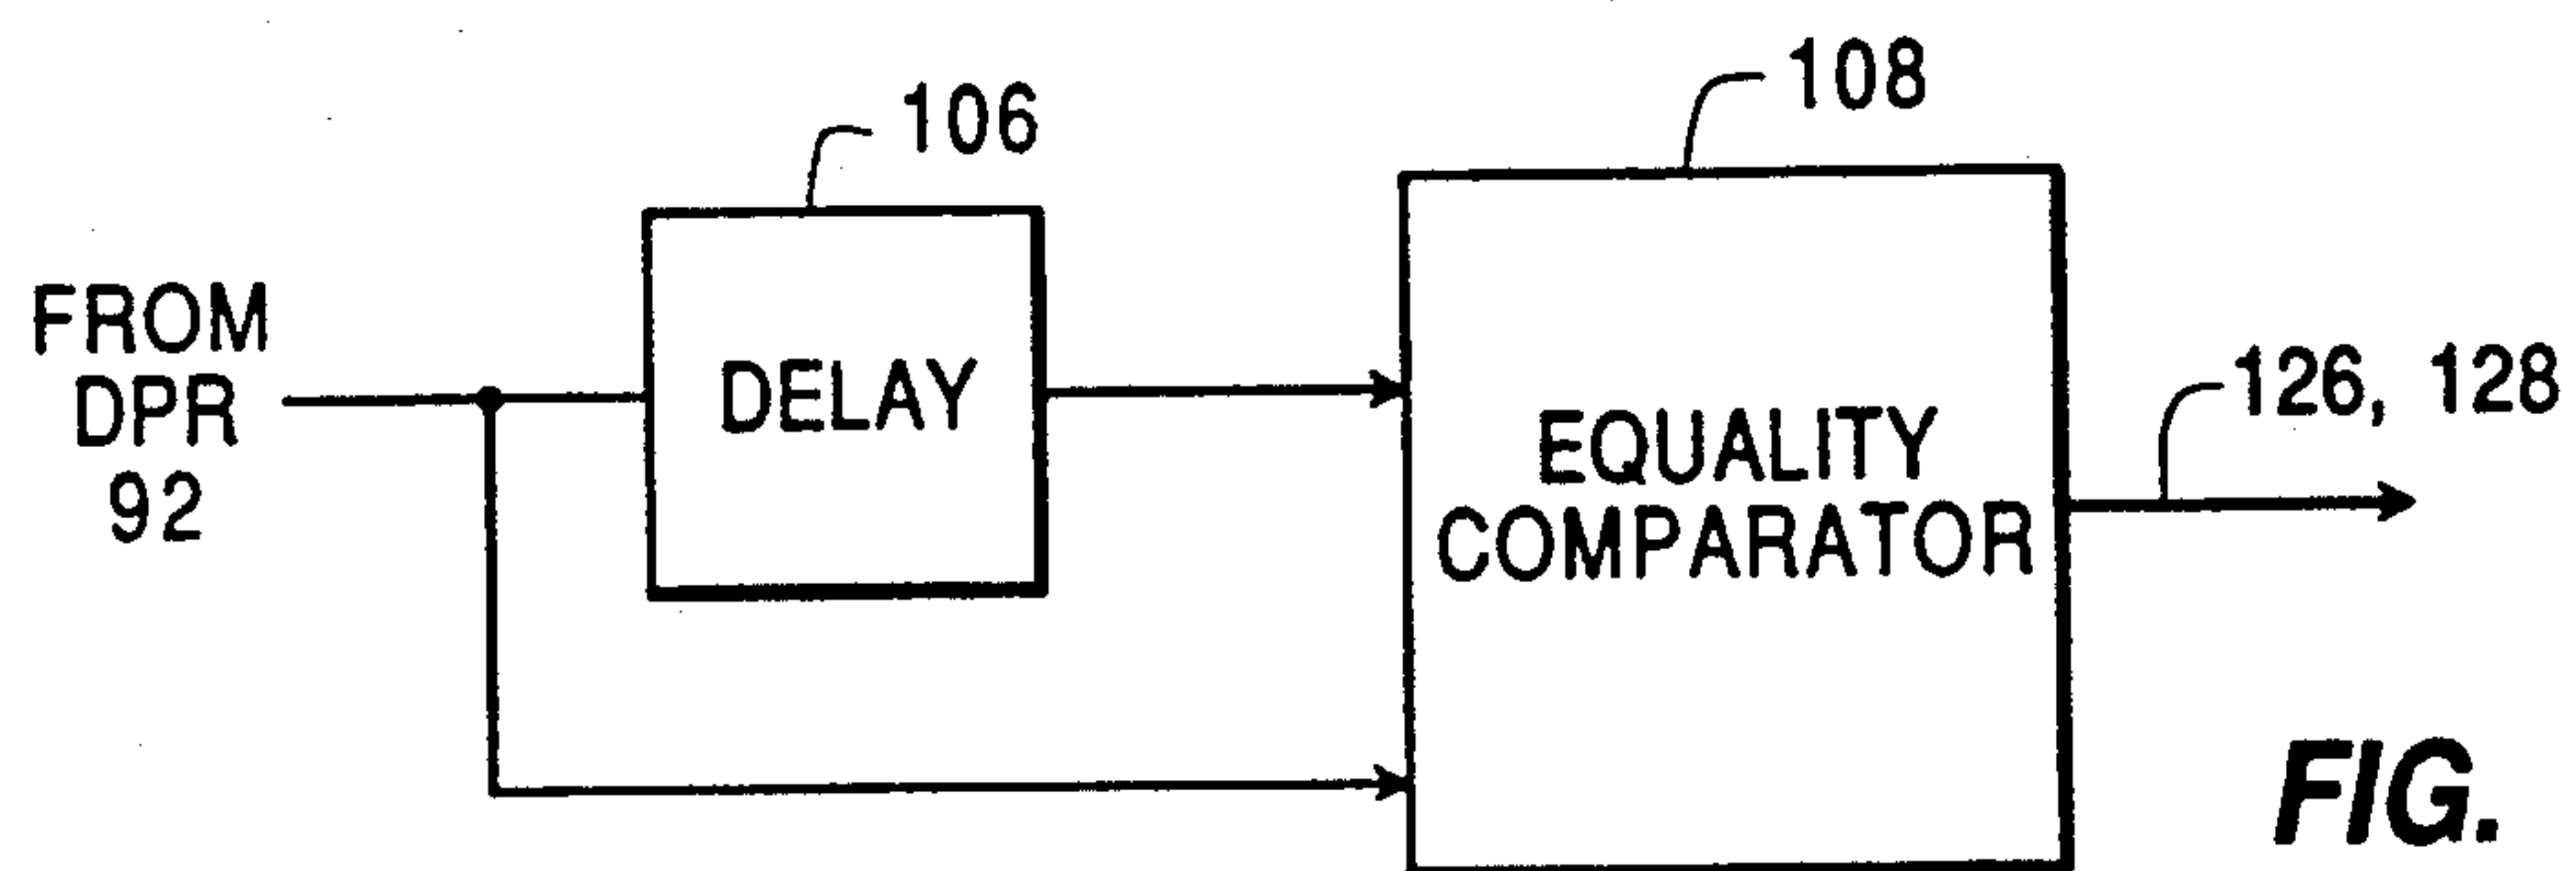 106
108
FROM
DPR
92
DELAY
EQUALITY
COMPARATOR
126, 128
FIG.